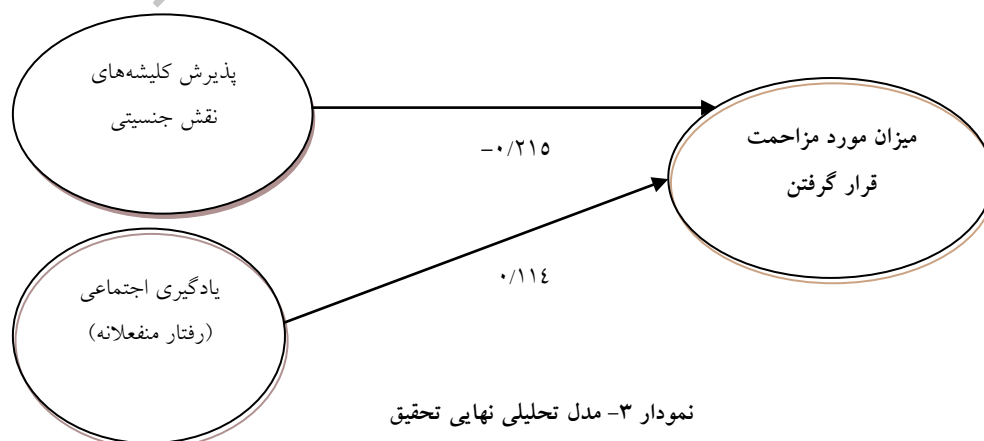 پذیرش کلیشه‌های
نقش جنسیتی
میزان مورد مزاحمت
قرار گرفتن
-۰/۲۱۵
۰/۱۱٤
یادگیری اجتماعی
(رفتار منفعلانه)
نمودار ۳- مدل تحلیلی نهایی تحقیق